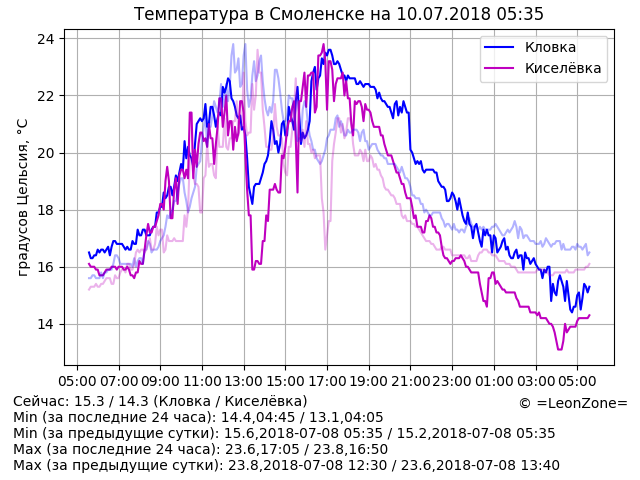 Температура в Смоленске на 10.07.2018 05:35
градусов Цельсия, °C
24
22
20
18
16
14
Кловка
Киселёвка
05:00 07:00 09:00 11:00 13:00 15:00 17:00 19:00 21:00 23:00 01:00 03:00 05:00
Сейчас: 15.3 / 14.3 (Кловка / Киселёвка)
© =LeonZone=
Min (за последние 24 часа): 14.4,04:45 / 13.1,04:05
Min (за предыдущие сутки): 15.6,2018-07-08 05:35 / 15.2,2018-07-08 05:35
Max (за последние 24 часа): 23.6,17:05 / 23.8,16:50
Max (за предыдущие сутки): 23.8,2018-07-08 12:30 / 23.6,2018-07-08 13:40